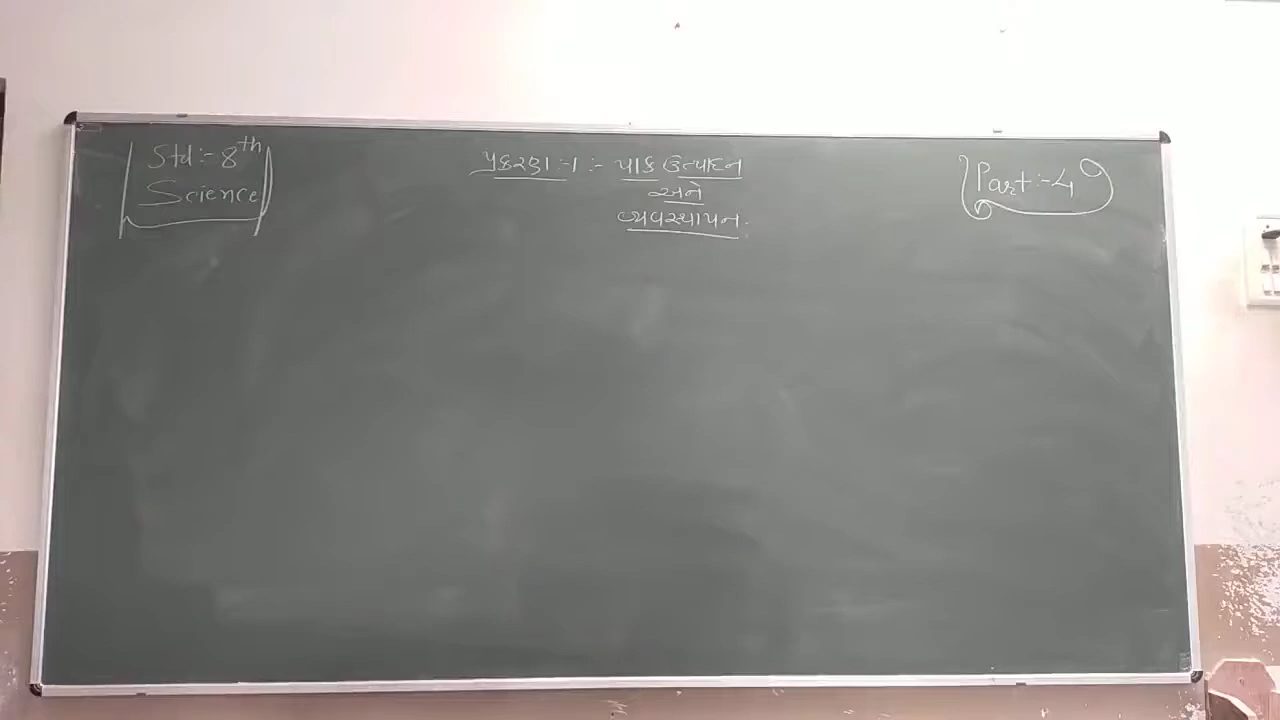 Std:- 8th
Science
પ્રકરણ:-1:- પાક ઉત્પાદન
અને
વ્યવસ્થાપન.
Part:-4